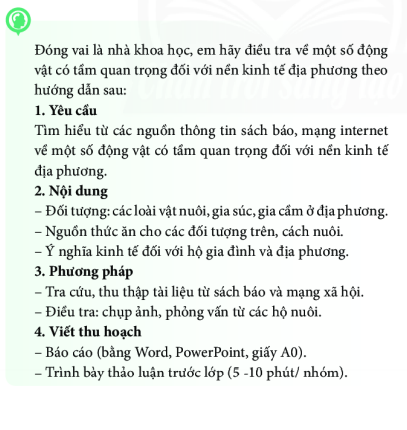 Đóng vai là nhà khoa học, em hãy điều tra về một số động
vật có tầm quan trọng đối với nền kinh tế địa phương theo
hướng dẫn sau:
1. Yêu cầu
Tìm hiểu từ các nguồn thông tin sách báo, mạng internet
về một số động vật có tầm quan trọng đối với nền kinh tế
địa phương.
2. Nội dung
– Đối tượng: các loài vật nuôi, gia súc, gia cầm ở địa phương.
– Nguồn thức ăn cho các đối tượng trên, cách nuôi.
– Ý nghĩa kinh tế đối với hộ gia đình và địa phương.
3. Phương pháp
– Tra cứu, thu thập tài liệu từ sách báo và mạng xã hội.
– Điều tra: chụp ảnh, phỏng vấn từ các hộ nuôi.
4. Viết thu hoạch
– Báo cáo (bằng Word, PowerPoint, giấy A0).
– Trình bày thảo luận trước lớp (5 -10 phút/ nhóm).